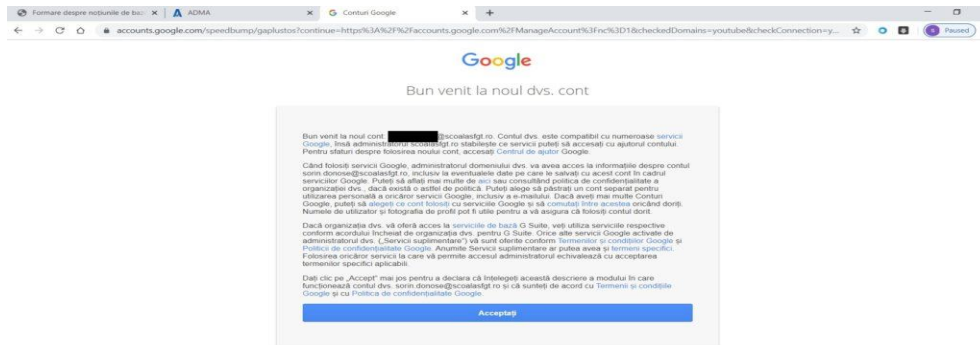 Formare despre noțiunile de baz
ADMA
Conturi Google
accounts.google.com/speedbump/gaplustos?continue=https%3A%2F%2Faccounts.google.com%2FManageAccount%3Fnc%3D1&checkedDomains=youtube&checkConnection=y...
Paused
Google
Bun venit la noul dvs. cont
Bun venit la noul cont: @scoalasfgt.ro. Contul dvs. este compatibil cu numeroase servicii
Google, însă administratorul scoalasfgt.ro stabilește ce servicii puteți să accesați cu ajutorul contului.
Pentru sfaturi despre folosirea noului cont, accesați Centrul de ajutor Google.
Când folosiți servicii Google, administratorul domeniului dvs. va avea acces la informațiile despre contul
sorin.donose@scoalasfgt.ro, inclusiv la eventualele date pe care le salvați cu acest cont în cadrul
serviciilor Google. Puteți să aflați mai multe de aici sau consultând politica de confidențialitate a
organizației dvs., dacă există o astfel de politică. Puteți alege să păstrați un cont separat pentru
utilizarea personală a oricăror servicii Google, inclusiv a e-mailului. Dacă aveți mai multe Conturi
Google, puteți să alegeți ce cont folosiți cu serviciile Google și să comutați între acestea oricând doriți.
Numele de utilizator și fotografia de profil pot fi utile pentru a vă asigura că folosiți contul dorit.
Dacă organizația dvs. vă oferă acces la serviciile de bază G Suite, veți utiliza serviciile respective
conform acordului încheiat de organizația dvs. pentru G Suite. Orice alte servicii Google activate de
administratorul dvs. („Servicii suplimentare”) vă sunt oferite conform Termenilor și condițiilor Google și
Politicii de confidențialitate Google. Anumite Servicii suplimentare ar putea avea și termeni specifici.
Folosirea oricăror servicii la care vă permite accesul administratorul echivalează cu acceptarea
termenilor specifici aplicabili.
Dați clic pe „Accept” mai jos pentru a declara că înțelegeți această descriere a modului în care
funcționează contul dvs. sorin.donose@scoalasfgt.ro și că sunteți de acord cu Termenii și condițiile
Google și cu Politica de confidențialitate Google.
Acceptați